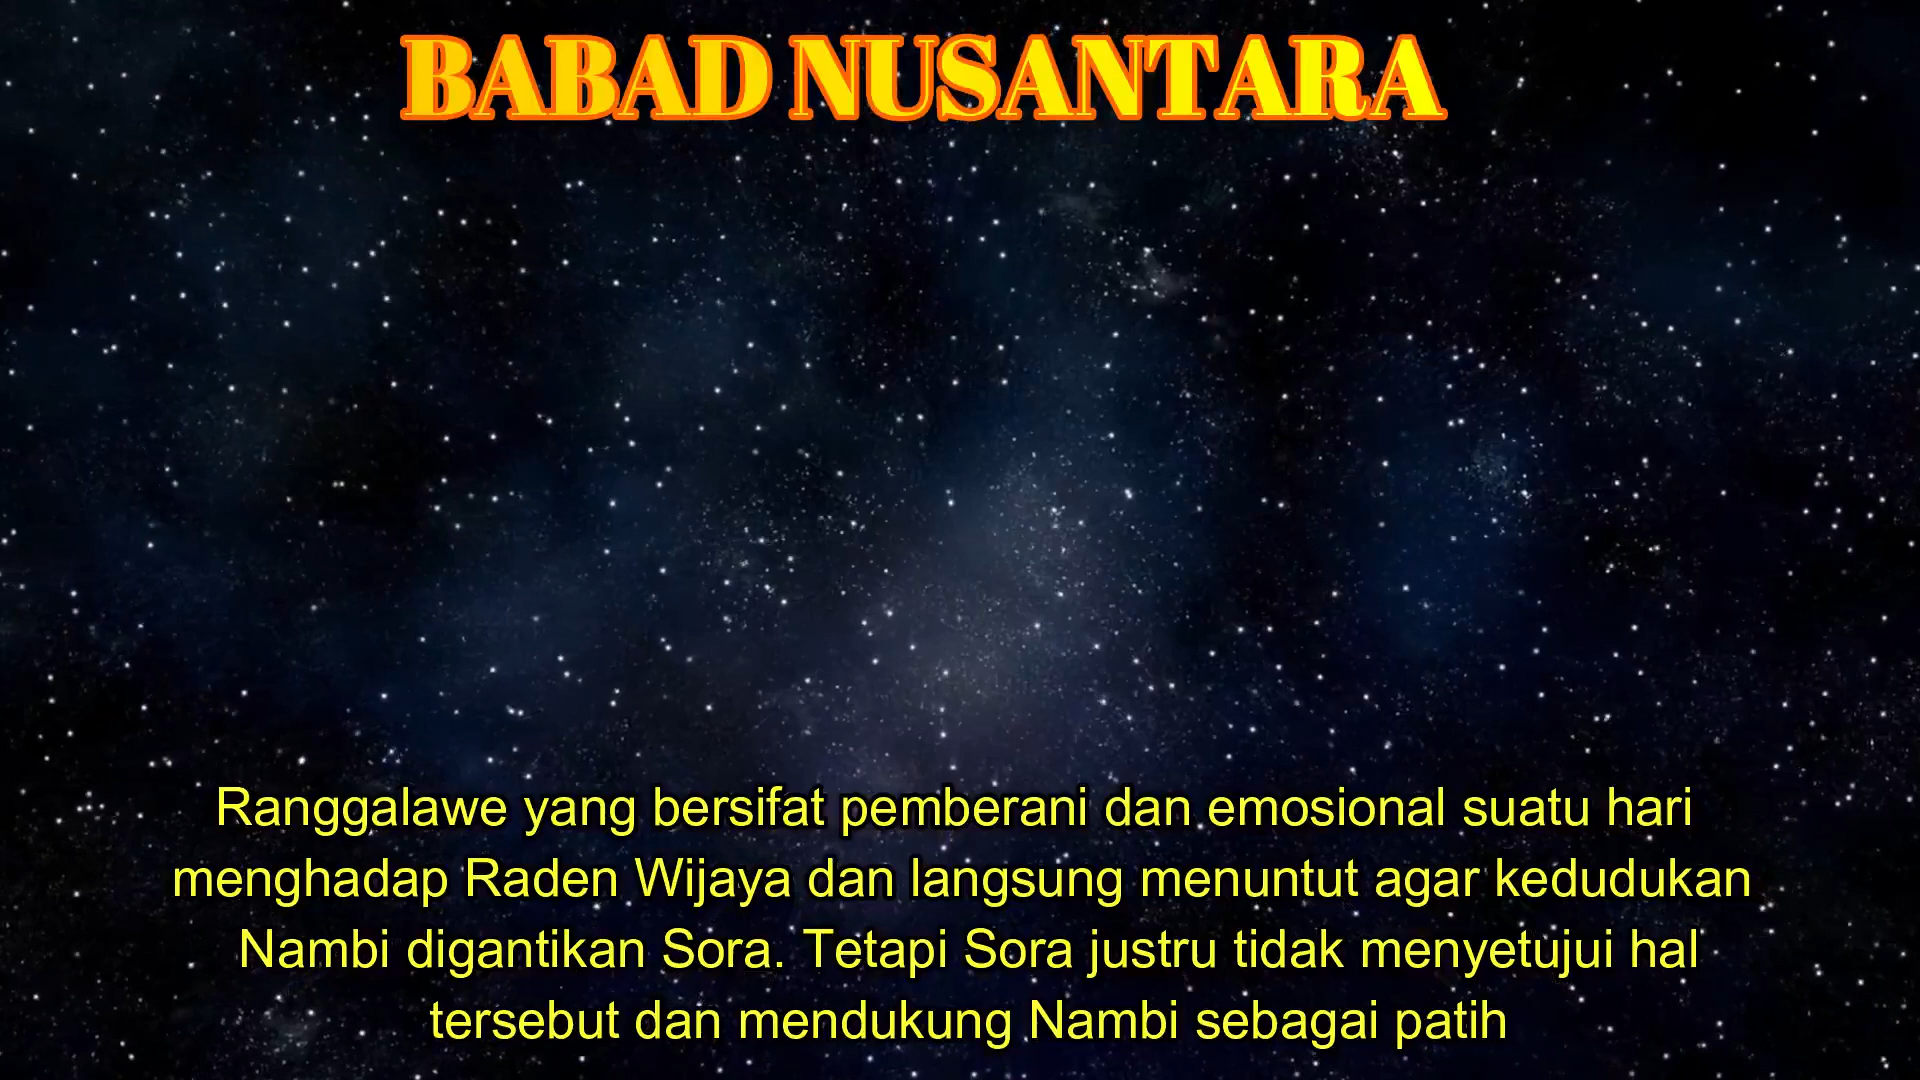 BABAD NUSANTARA
Ranggalawe yang bersifat pemberani dan emosional suatu hari
menghadap Raden Wijaya dan langsung menuntut agar kedudukan
Nambi digantikan Sora. Tetapi Sora justru tidak menyetujui hal
tersebut dan mendukung Nambi sebagai patih